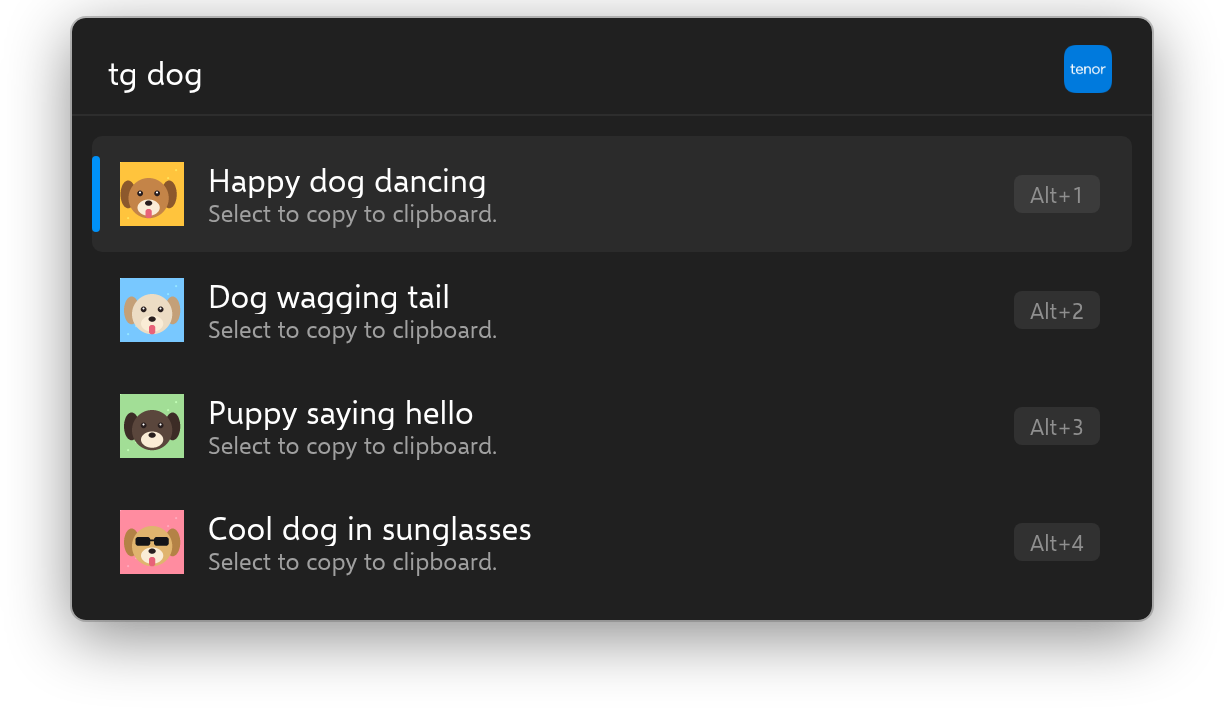 tg dog
tenor
Happy dog dancing
Select to copy to clipboard.
Alt+1
Dog wagging tail
Select to copy to clipboard.
Alt+2
Puppy saying hello
Select to copy to clipboard.
Alt+3
Cool dog in sunglasses
Select to copy to clipboard.
Alt+4